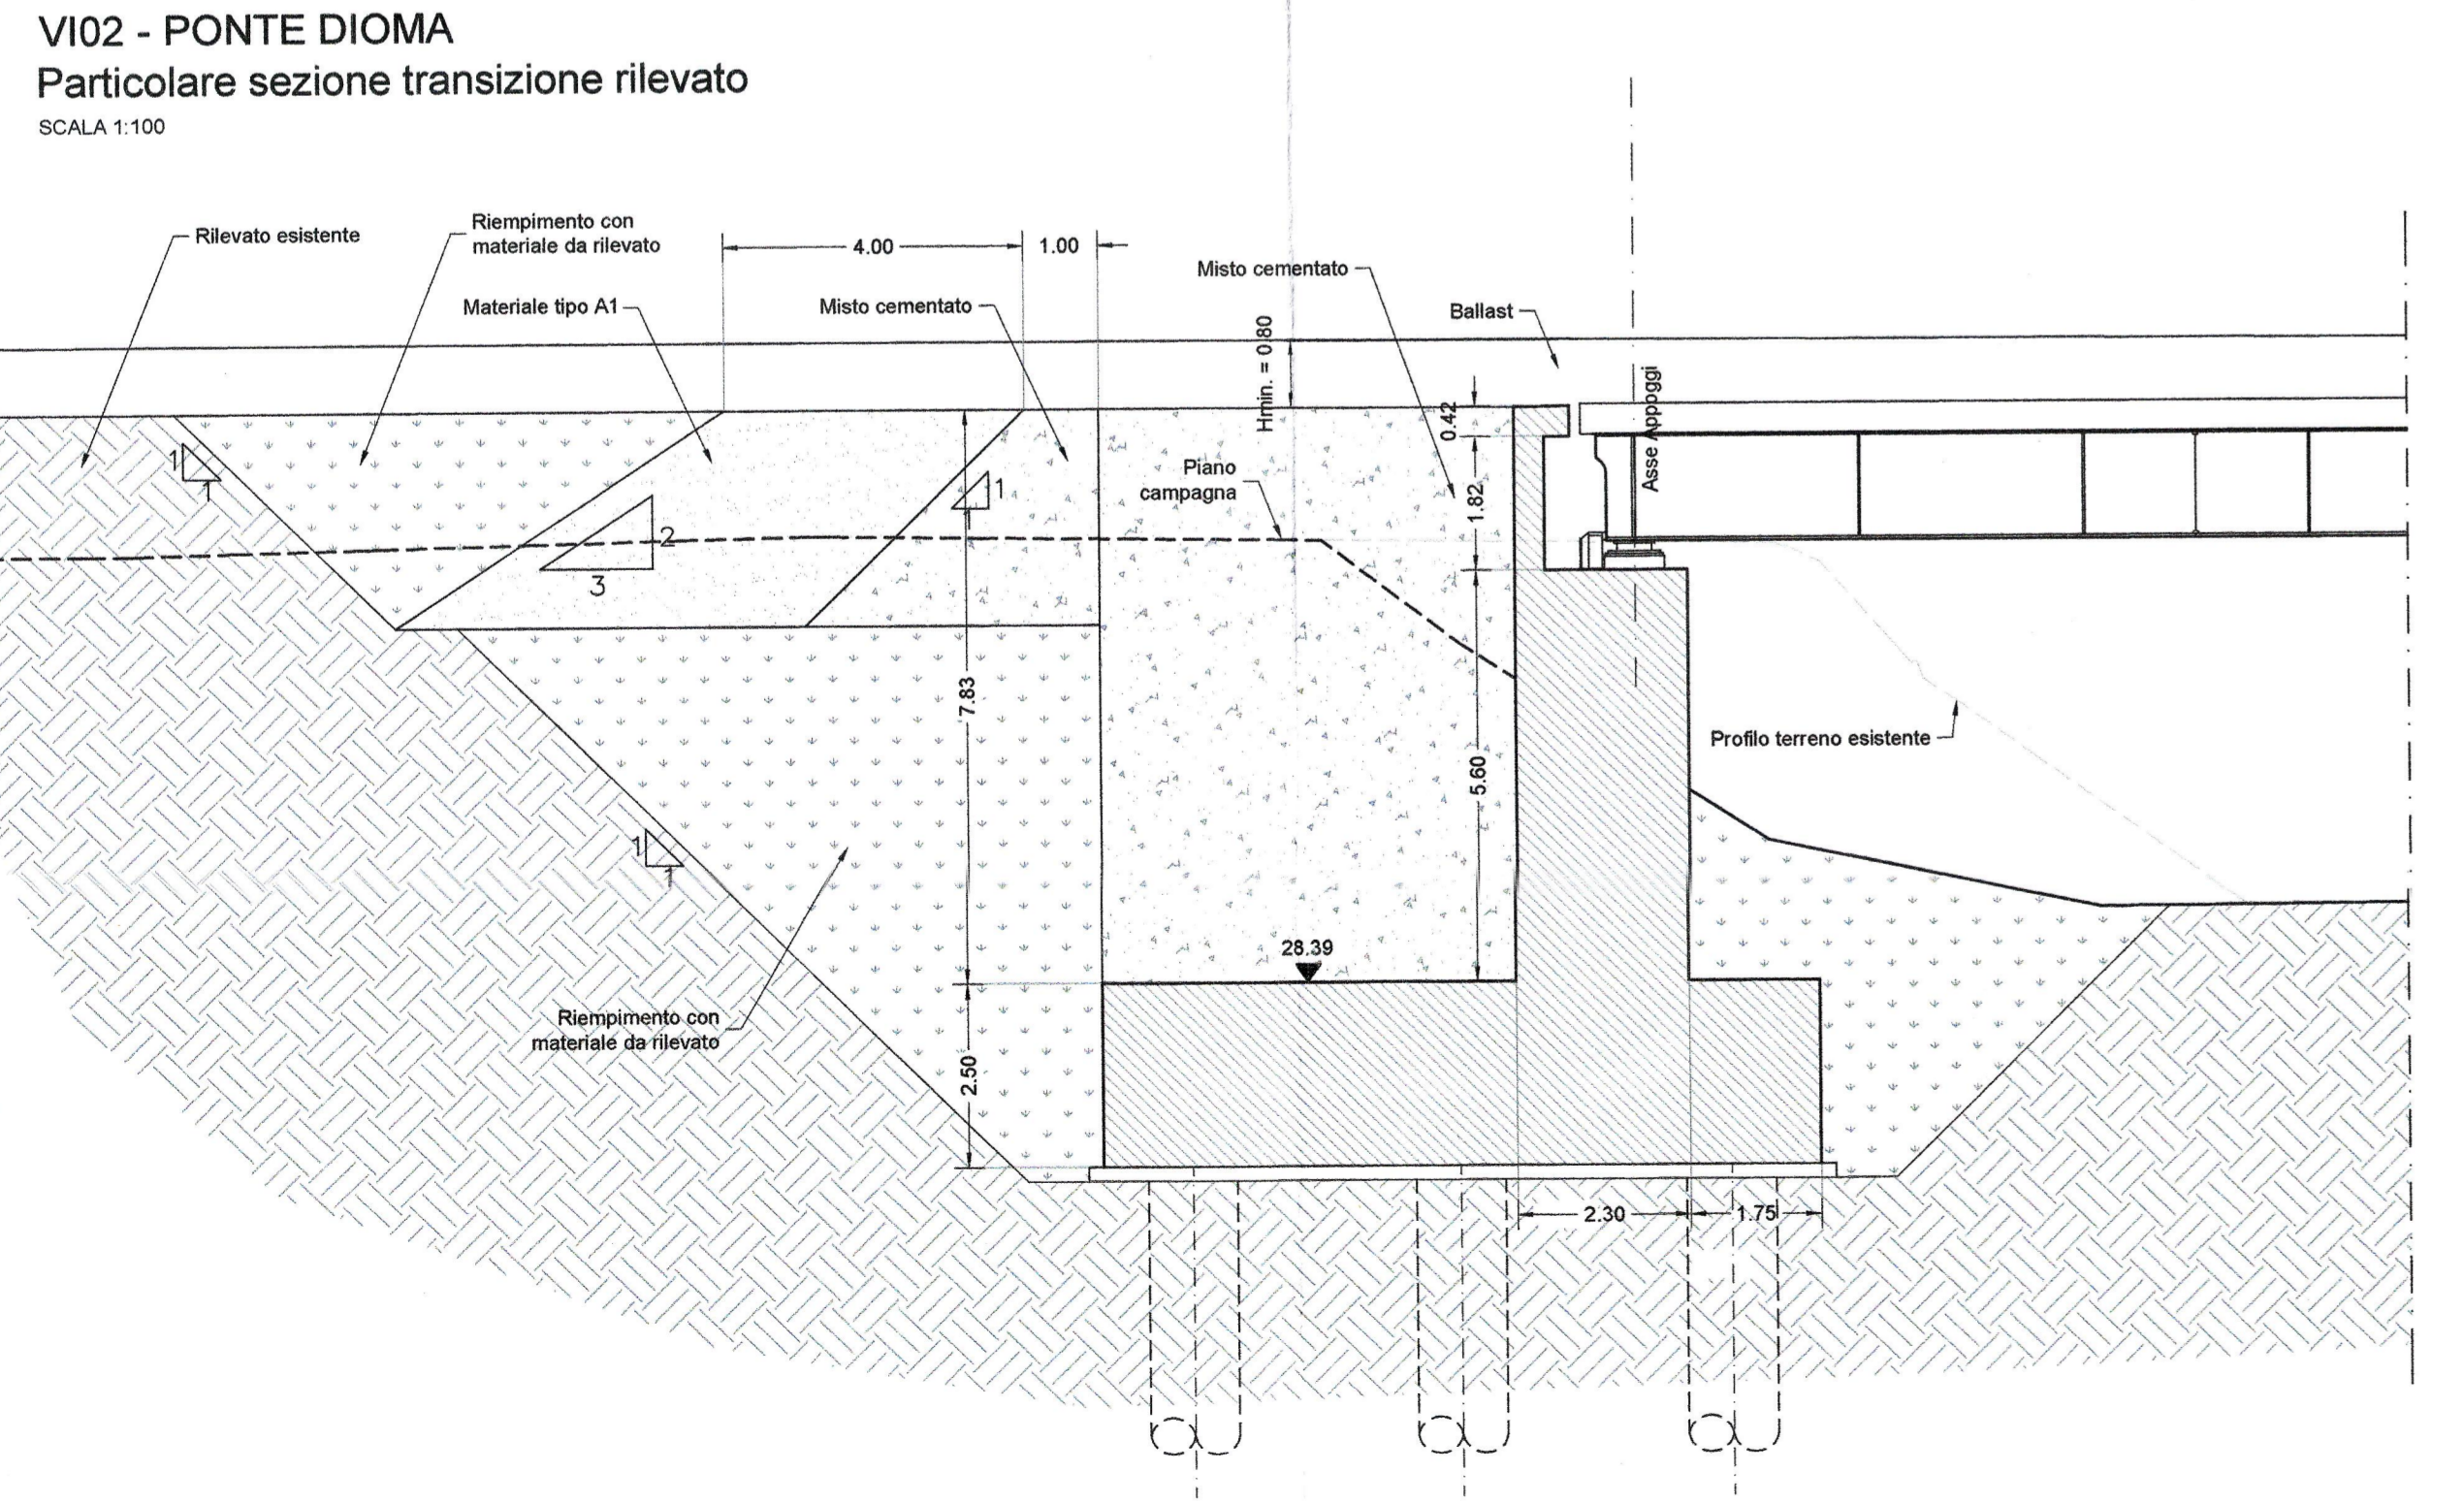 VI02 - PONTE DIOMA
Particolare sezione transizione rilevato
SCALA 1:100
Rilevato esistente
Riempimento con
materiale da rilevato
4.00
1.00
Misto cementato
Materiale tipo A1
Misto cementato
Ballast
Hmin. = 0.80
Asse Appoggi
0.42
1
1
1
Piano
campagna
1.82
2
3
7.83
5.60
Profilo terreno esistente
1
1
28.39
Riempimento con
materiale da rilevato
2.50
2.30
1.75